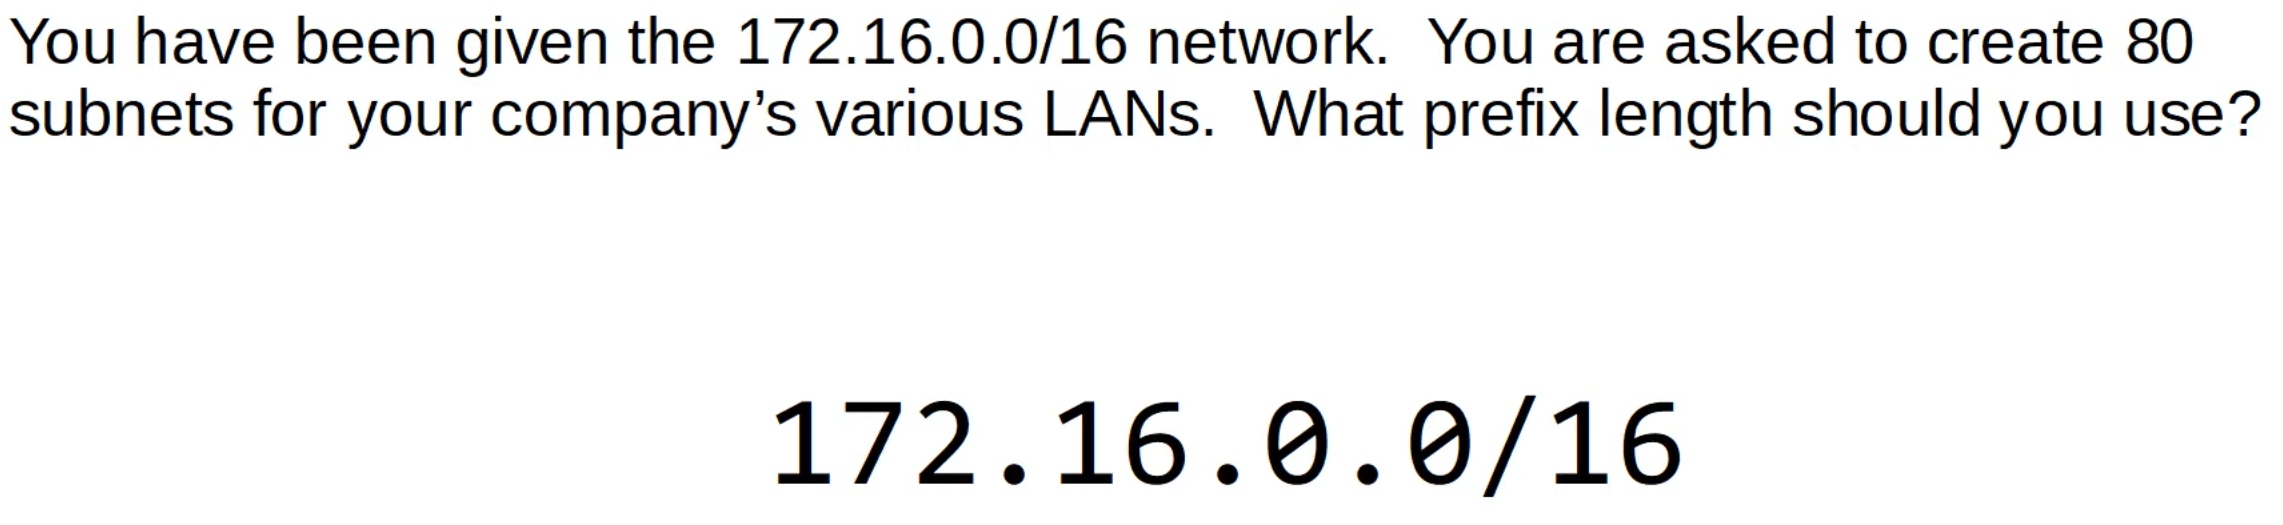 You have been given the 172.16.0.0/16 network.  You are asked to create 80
subnets for your company’s various LANs.  What prefix length should you use?
172.16.0.0/16